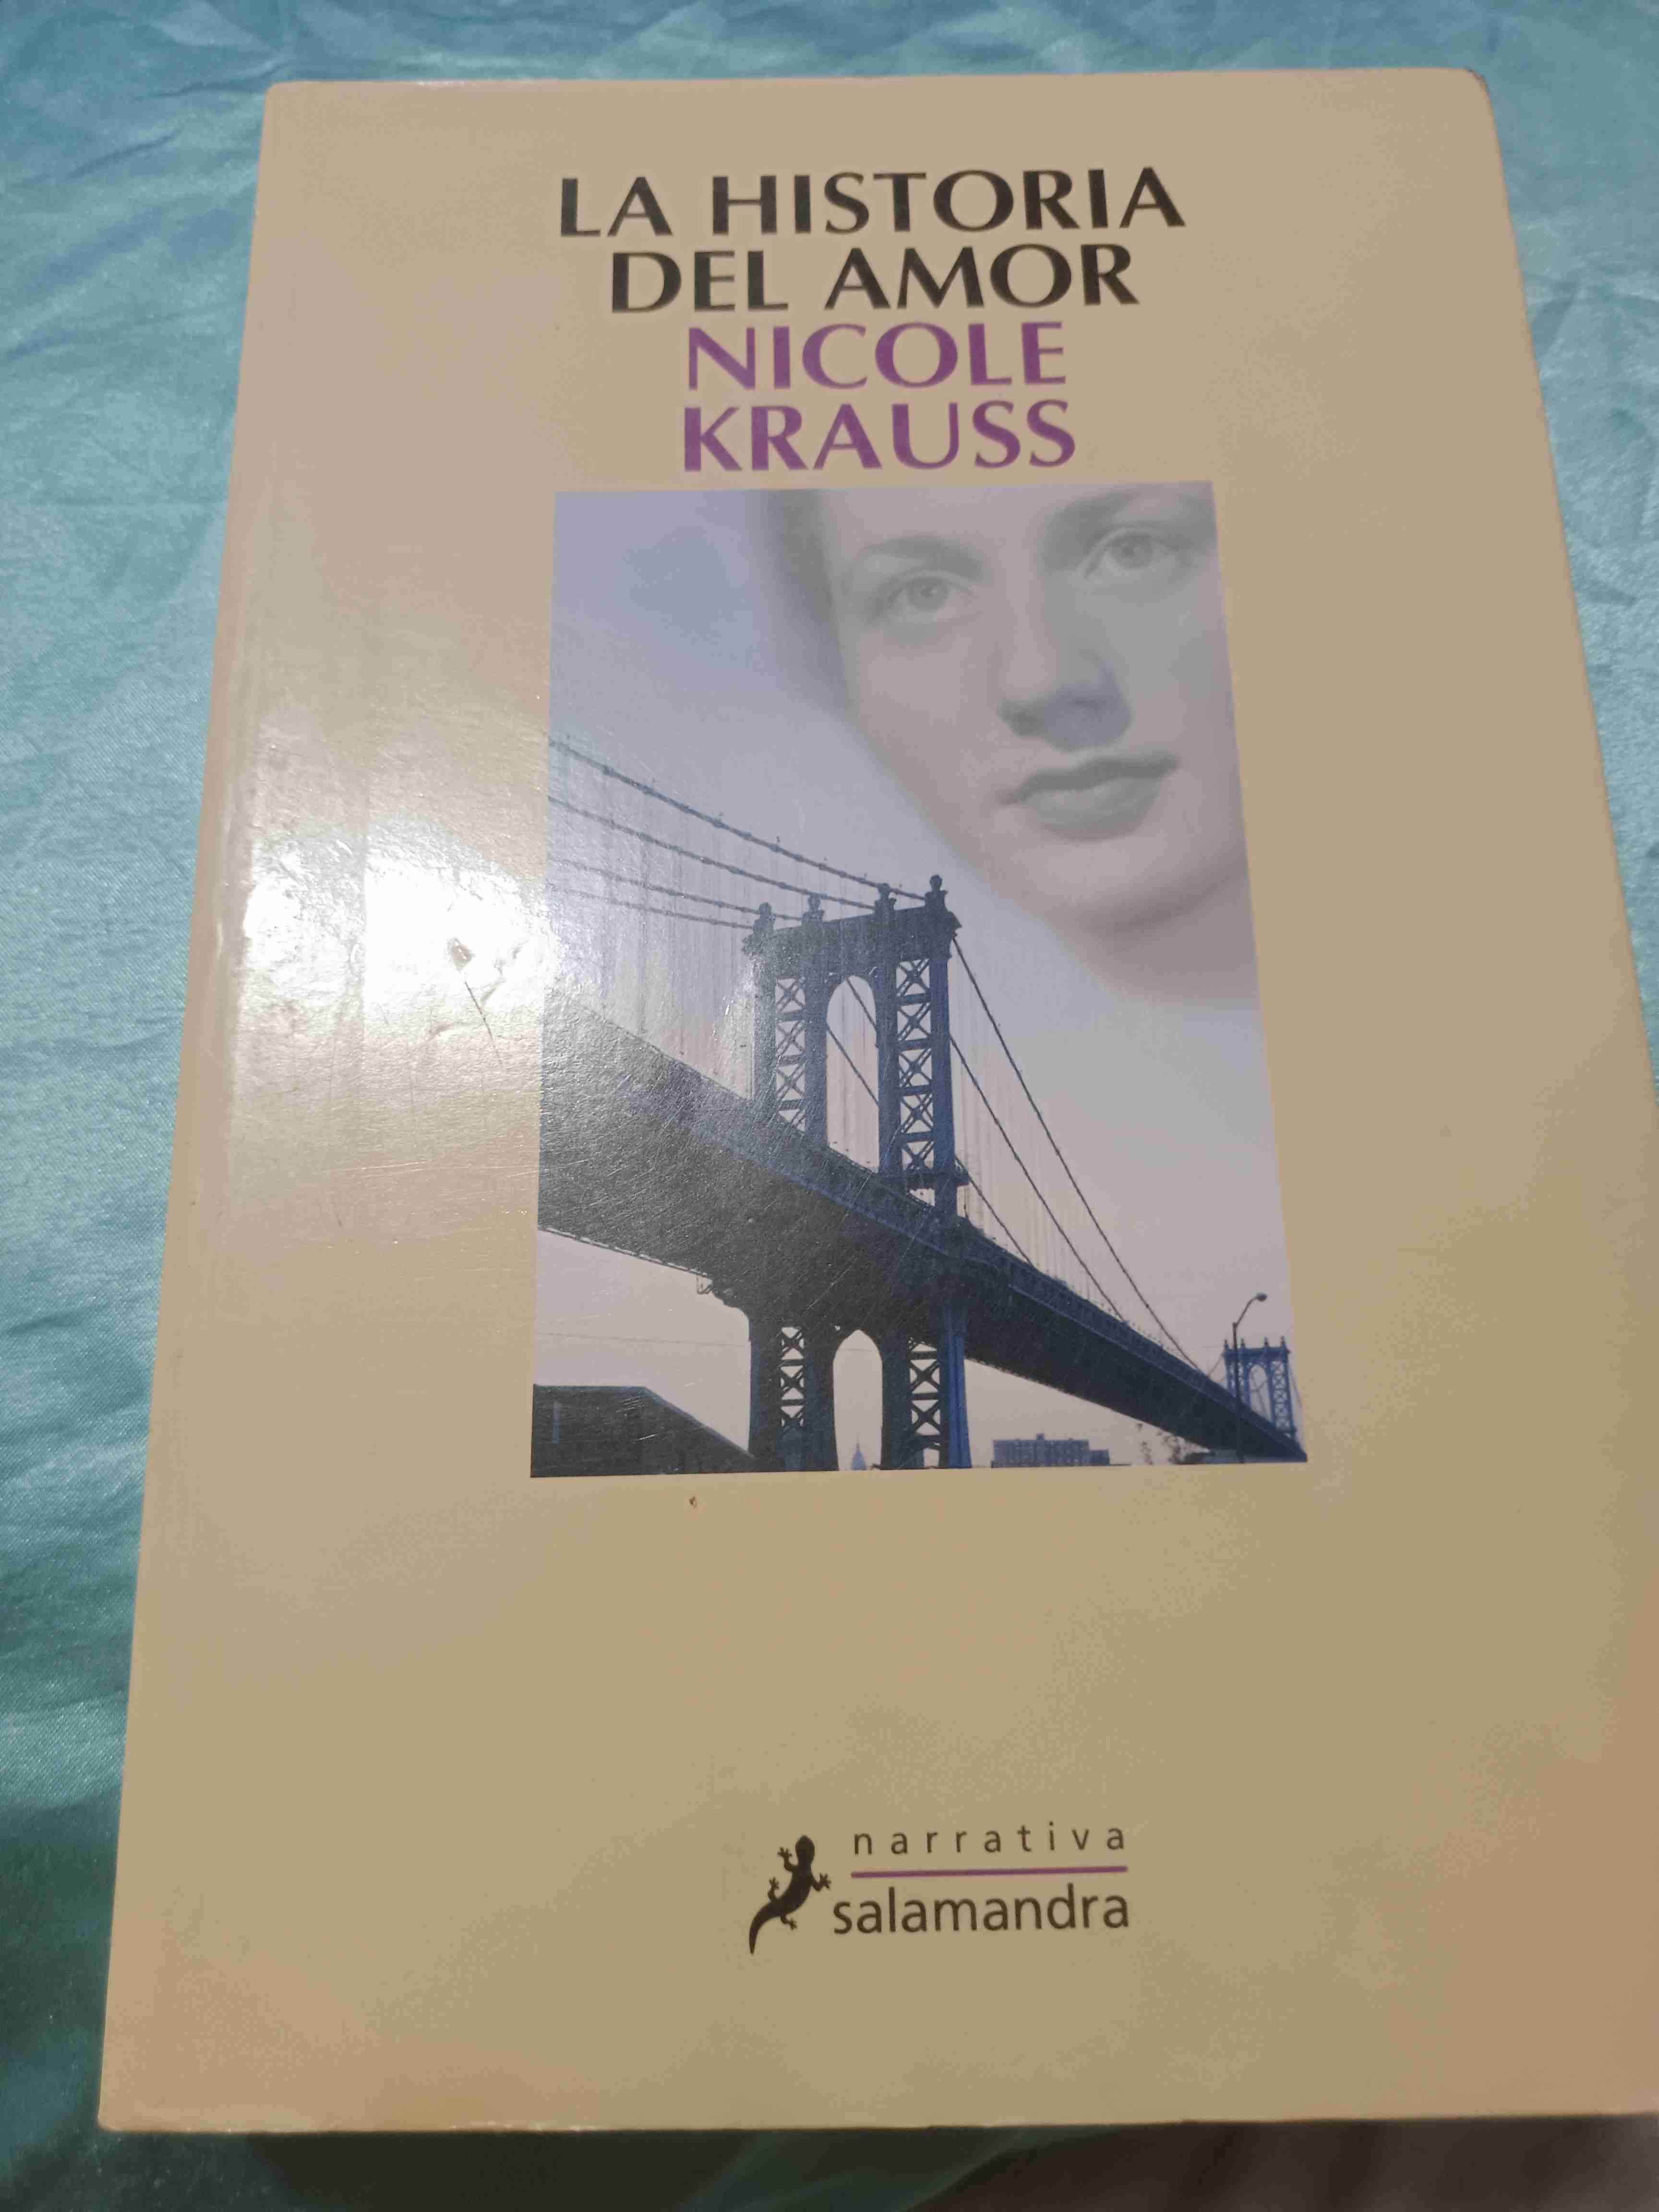 LA HISTORIA
DEL AMOR
NICOLE
KRAUSS
narrativa
salamandra